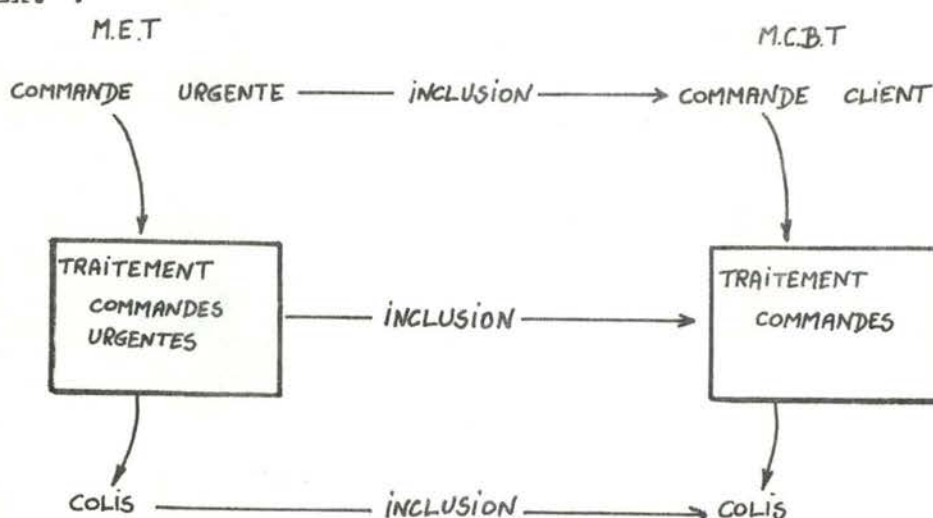 M.E.T
M.C.B.T
COMMANDE URGENTE INCLUSION COMMANDE CLIENT
TRAITEMENT
COMMANDES
URGENTES
INCLUSION
TRAITEMENT
COMMANDES
COLIS INCLUSION COLIS